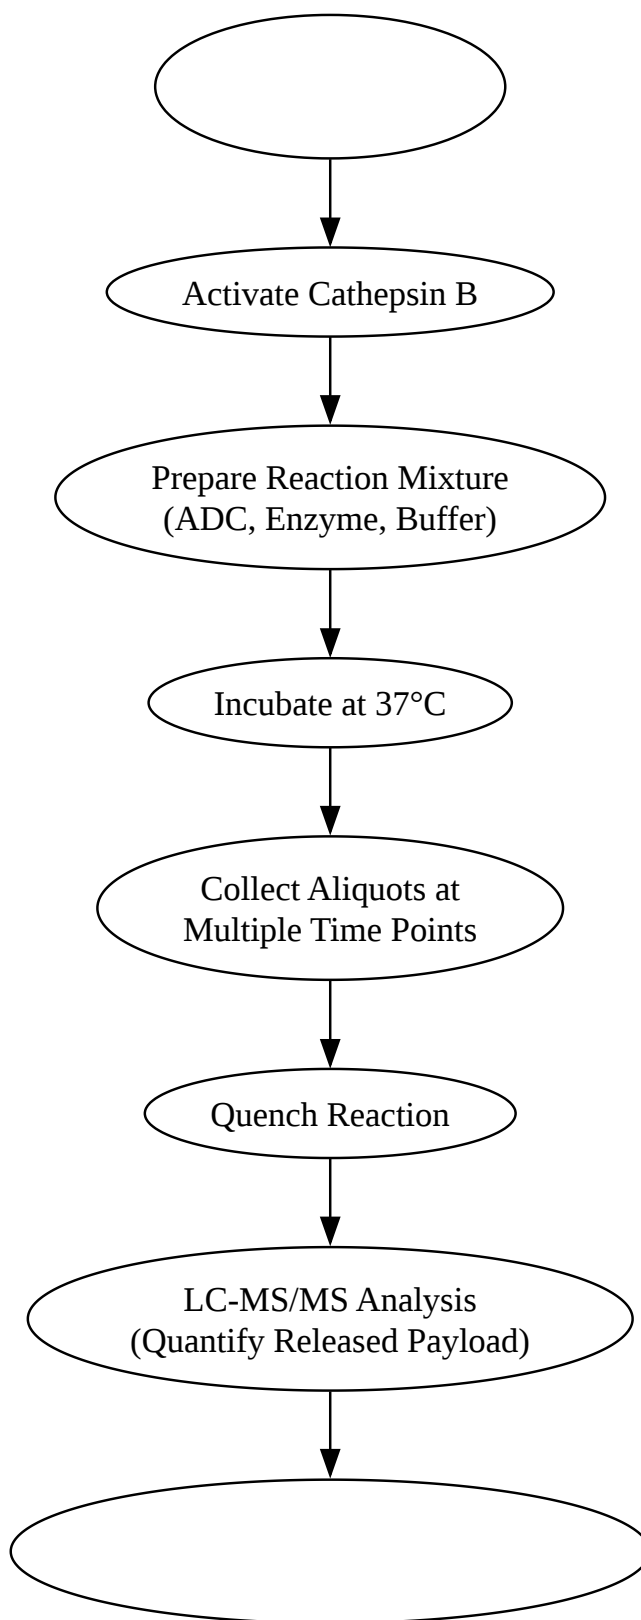 Activate Cathepsin B
Prepare Reaction Mixture
(ADC, Enzyme, Buffer)
Incubate at 37°C
Collect Aliquots at
Multiple Time Points
Quench Reaction
LC-MS/MS Analysis
(Quantify Released Payload)